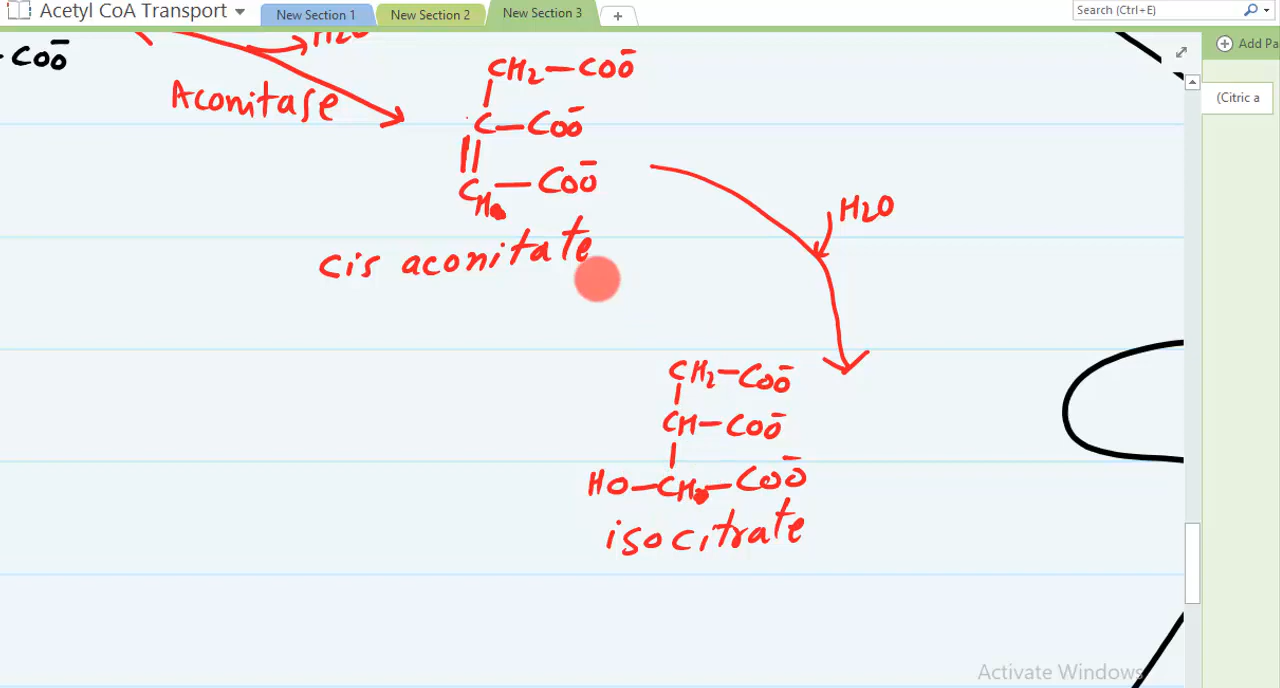 Acetyl CoA Transport
New Section 1
New Section 2
New Section 3
+
Search (Ctrl+E)
Add Pa
(Citric a
H2O
-COO̅
Aconitase
CH2-COO̅
C-COO̅
||
CH-COO̅
cis aconitate
H2O
CH2-COO̅
CH-COO̅
HO-CH-COO̅
isocitrate
Activate Windows